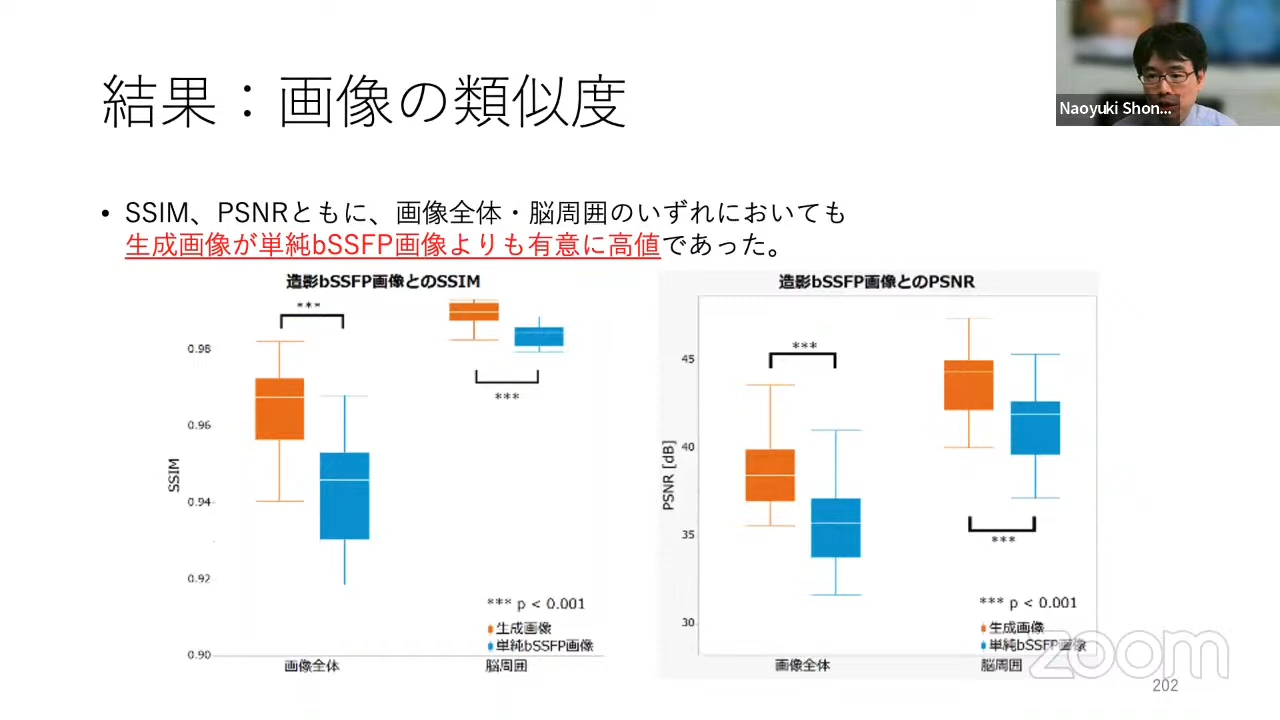 結果：画像の類似度
Naoyuki Shon...
• SSIM、PSNRともに、画像全体・脳周囲のいずれにおいても
生成画像が単純bSSFP画像よりも有意に高値であった。
造影bSSFP画像とのSSIM
***
0.98
0.96
0.94
0.92
0.90
SSIM
***
*** p < 0.001
生成画像
単純bSSFP画像
画像全体
脳周囲
造影bSSFP画像とのPSNR
***
45
40
35
30
PSNR [dB]
***
*** p < 0.001
生成画像
単純bSSFP画像
画像全体
脳周囲
zoom
202